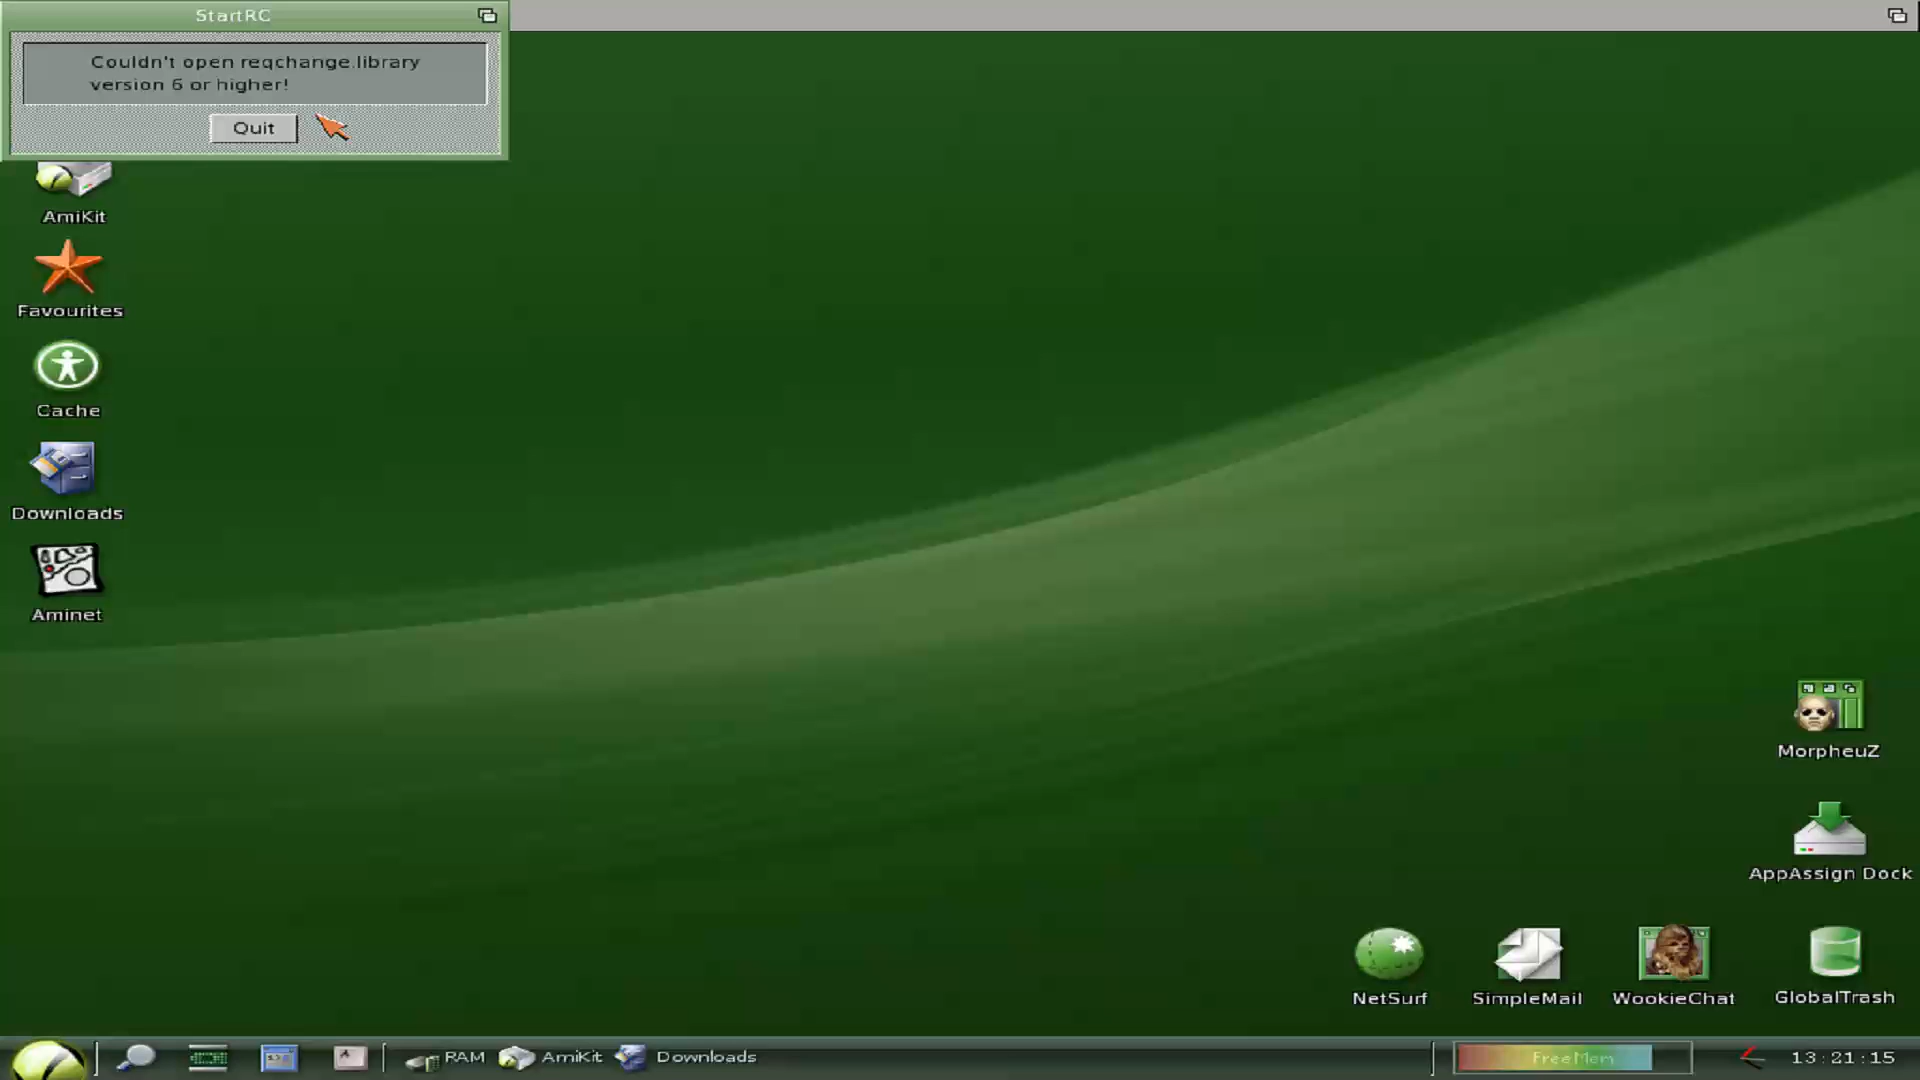 StartRC
Couldn't open reqchange.library
version 6 or higher!
Quit
AmiKit
Favourites
Cache
Downloads
Aminet
MorpheuZ
AppAssign Dock
NetSurf
SimpleMail
WookieChat
GlobalTrash
RAM
AmiKit
Downloads
FreeMem
13:21:15